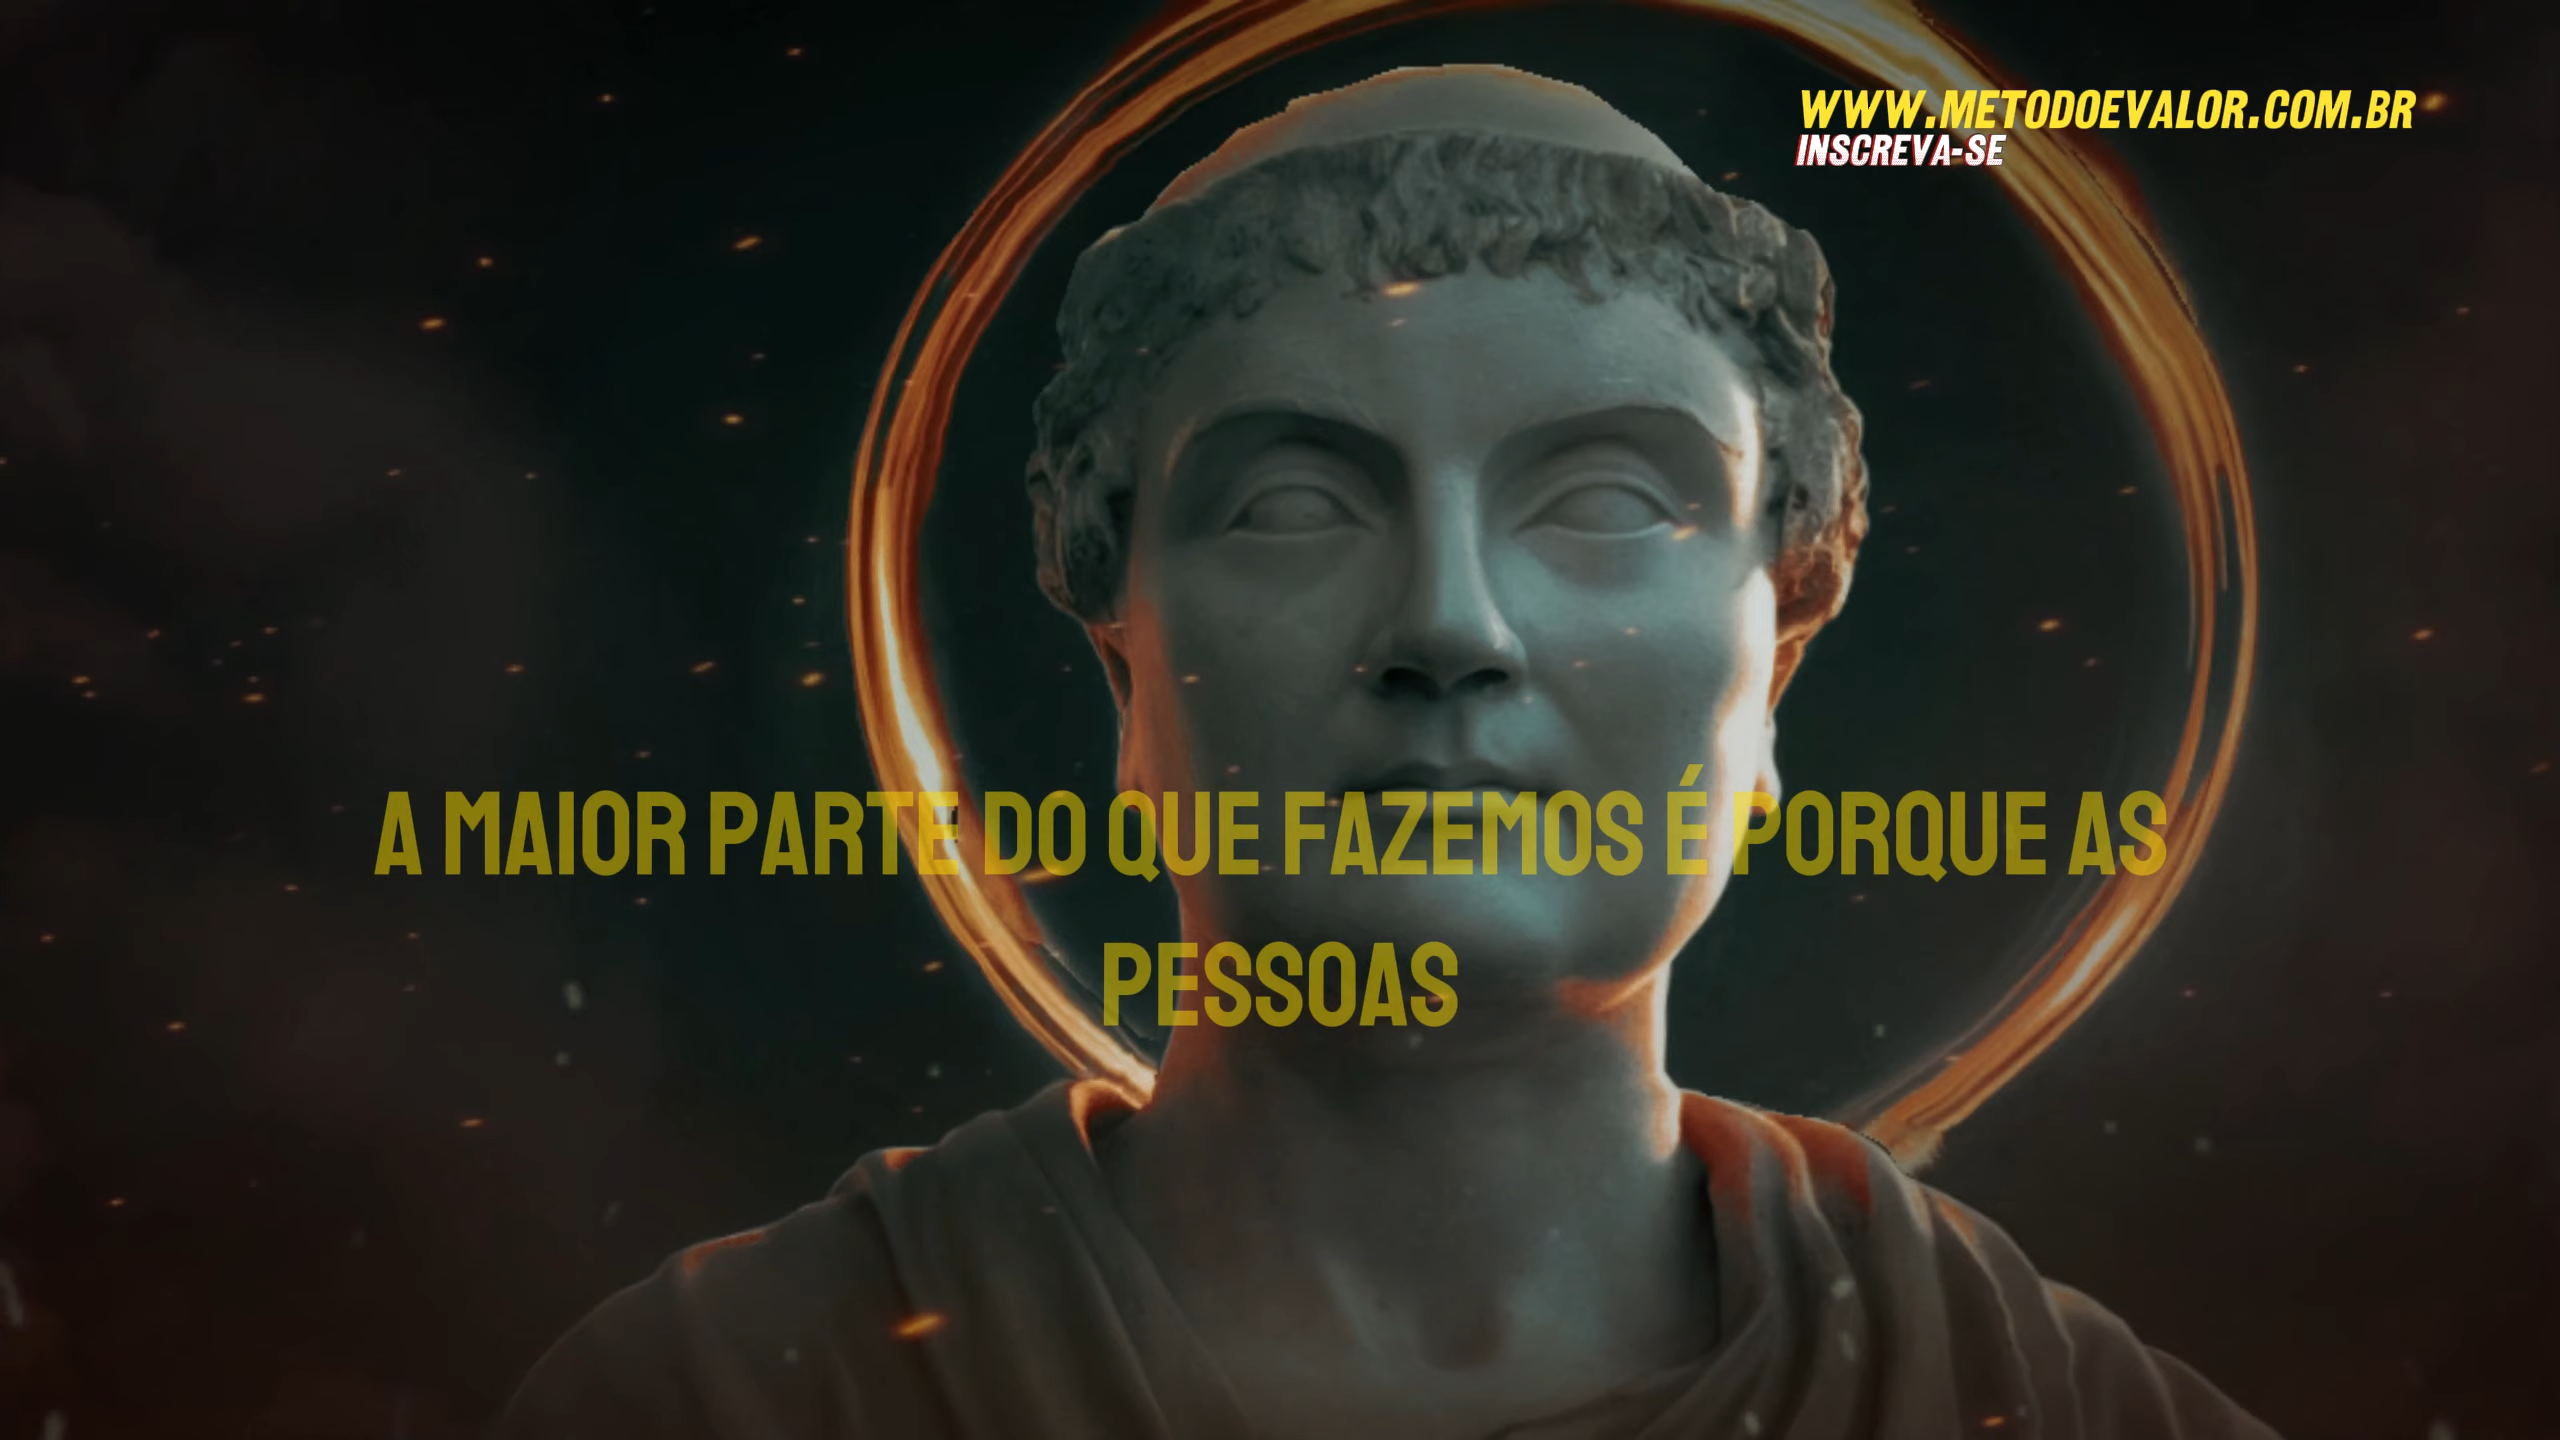 WWW.METODOEVALOR.COM.BR
INSCREVA-SE
A MAIOR PARTE DO QUE FAZEMOS É PORQUE AS
PESSOAS